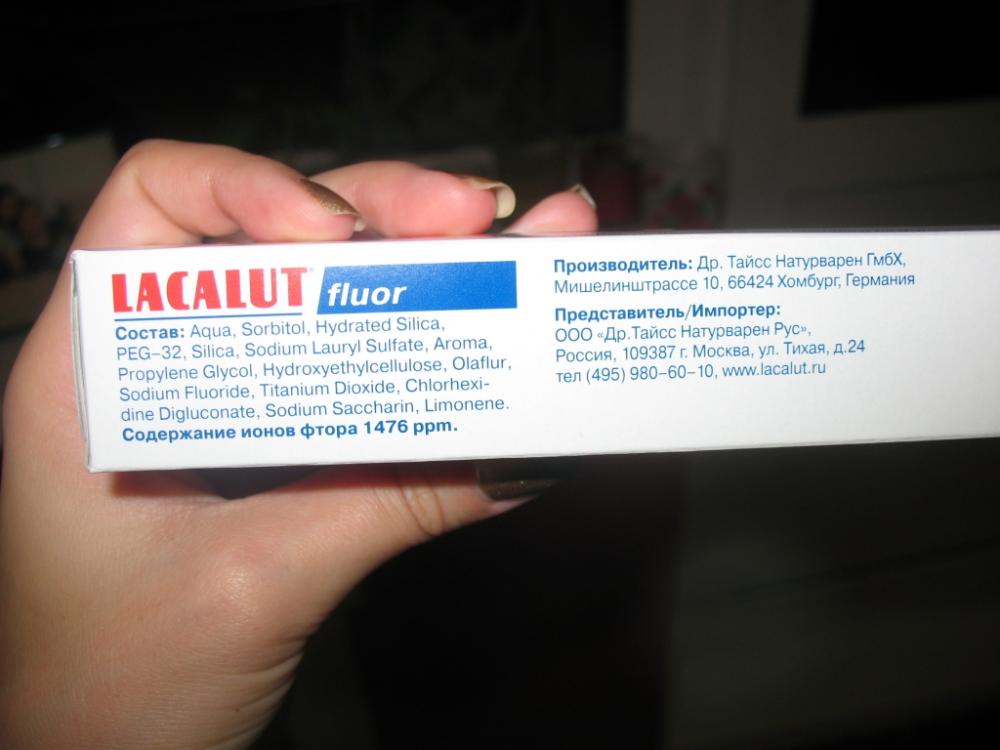 LACALUT fluor
Состав: Aqua, Sorbitol, Hydrated Silica,
PEG-32, Silica, Sodium Lauryl Sulfate, Aroma,
Propylene Glycol, Hydroxyethylcellulose, Olaflur,
Sodium Fluoride, Titanium Dioxide, Chlorhexi-
dine Digluconate, Sodium Saccharin, Limonene.
Содержание ионов фтора 1476 ppm.
Производитель: Др. Тайсс Натурварен ГмбХ,
Мишелинштрассе 10, 66424 Хомбург, Германия
Представитель/Импортер:
ООО «Др.Тайсс Натурварен Рус»,
Россия, 109387 г. Москва, ул. Тихая, д.24
тел (495) 980-60-10, www.lacalut.ru